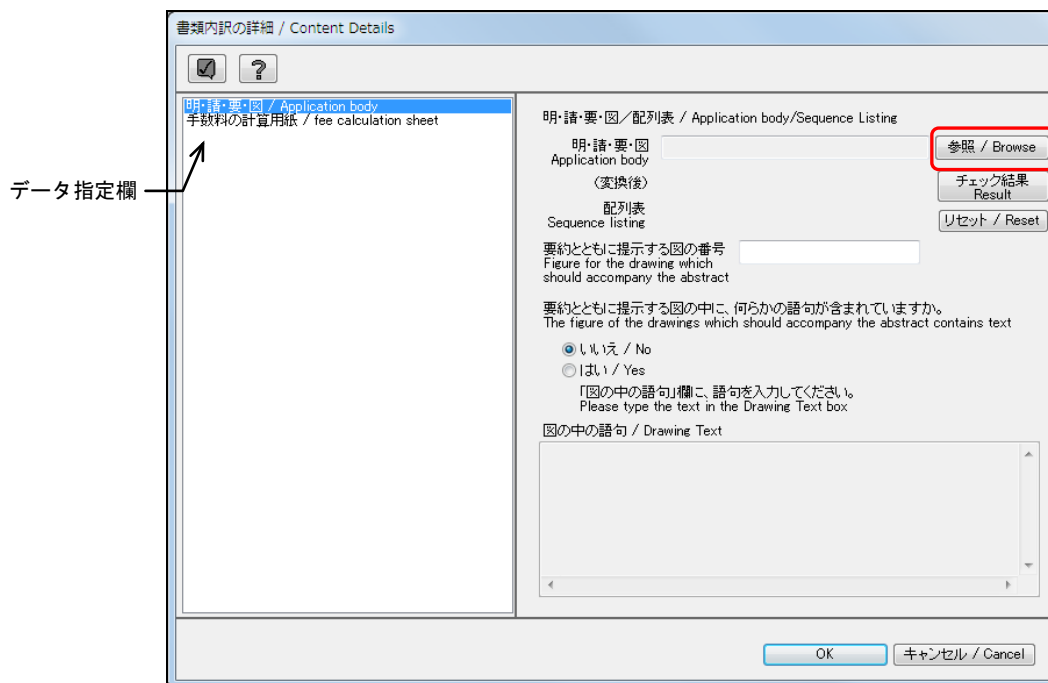 書類内訳の詳細 / Content Details
?
明・請・要・図 / Application body
手数料の計算用紙 / fee calculation sheet
データ指定欄
明・請・要・図／配列表 / Application body/Sequence Listing
明・請・要・図
Application body
参照 / Browse
〈変換後〉
チェック結果
Result
配列表
Sequence listing
リセット / Reset
要約とともに提示する図の番号
Figure for the drawing which
should accompany the abstract
要約とともに提示する図の中に、何らかの語句が含まれていますか。
The figure of the drawings which should accompany the abstract contains text
いいえ / No
はい / Yes
「図の中の語句」欄に、語句を入力してください。
Please type the text in the Drawing Text box
図の中の語句 / Drawing Text
OK
キャンセル / Cancel